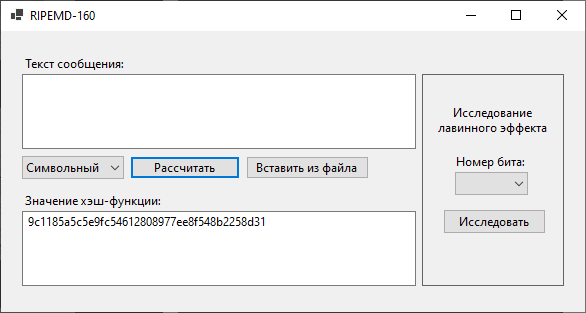 RIPEMD-160
Текст сообщения:
Символьный
Рассчитать
Вставить из файла
Значение хэш-функции:
9c1185a5c5e9fc54612808977ee8f548b2258d31
Исследование
лавинного эффекта
Номер бита:
Исследовать